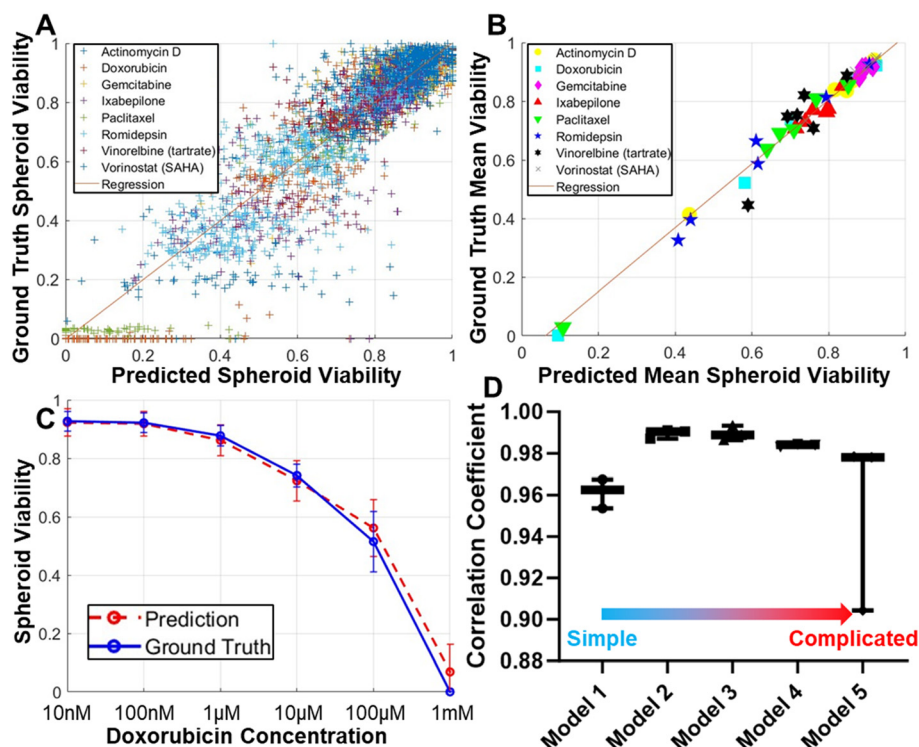 A
Ground Truth Spheroid Viability
1
0.8
0.6
0.4
0.2
0
Actinomycin D
Doxorubicin
Gemcitabine
Ixabepilone
Paclitaxel
Romidepsin
Vinorelbine (tartrate)
Vorinostat (SAHA)
Regression
0 0.2 0.4 0.6 0.8 1
Predicted Spheroid Viability
B
Ground Truth Mean Viability
1
0.8
0.6
0.4
0.2
0
Actinomycin D
Doxorubicin
Gemcitabine
Ixabepilone
Paclitaxel
Romidepsin
Vinorelbine (tartrate)
Vorinostat (SAHA)
Regression
0 0.2 0.4 0.6 0.8 1
Predicted Mean Spheroid Viability
C
Spheroid Viability
1
0.8
0.6
0.4
0.2
0
Prediction
Ground Truth
10nM 100nM 1µM 10µM 100µM 1mM
Doxorubicin Concentration
D
Correlation Coefficient
1.00
0.98
0.96
0.94
0.92
0.90
0.88
Simple Complicated
Model 1 Model 2 Model 3 Model 4 Model 5